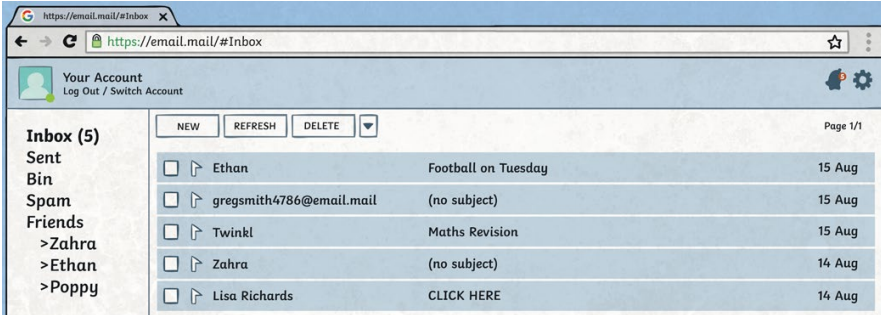 https://email.mail/#Inbox
https://email.mail/#Inbox
Your Account
Log Out / Switch Account
5
NEW REFRESH DELETE Page 1/1
Inbox (5)
Sent
Bin
Spam
Friends
>Zahra
>Ethan
>Poppy
Ethan Football on Tuesday 15 Aug
gregsmith4786@email.mail (no subject) 15 Aug
Twinkl Maths Revision 15 Aug
Zahra (no subject) 14 Aug
Lisa Richards CLICK HERE 14 Aug